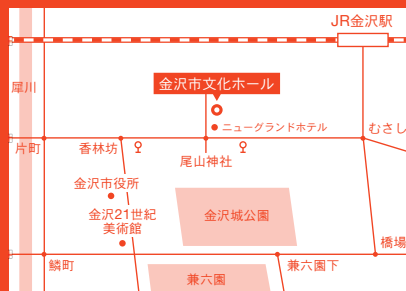 JR金沢駅
犀川
金沢市文化ホール
ニューグランドホテル
むさし
片町
香林坊
尾山神社
金沢市役所
金沢21世紀
美術館
金沢城公園
橋場
鱗町
兼六園下
兼六園